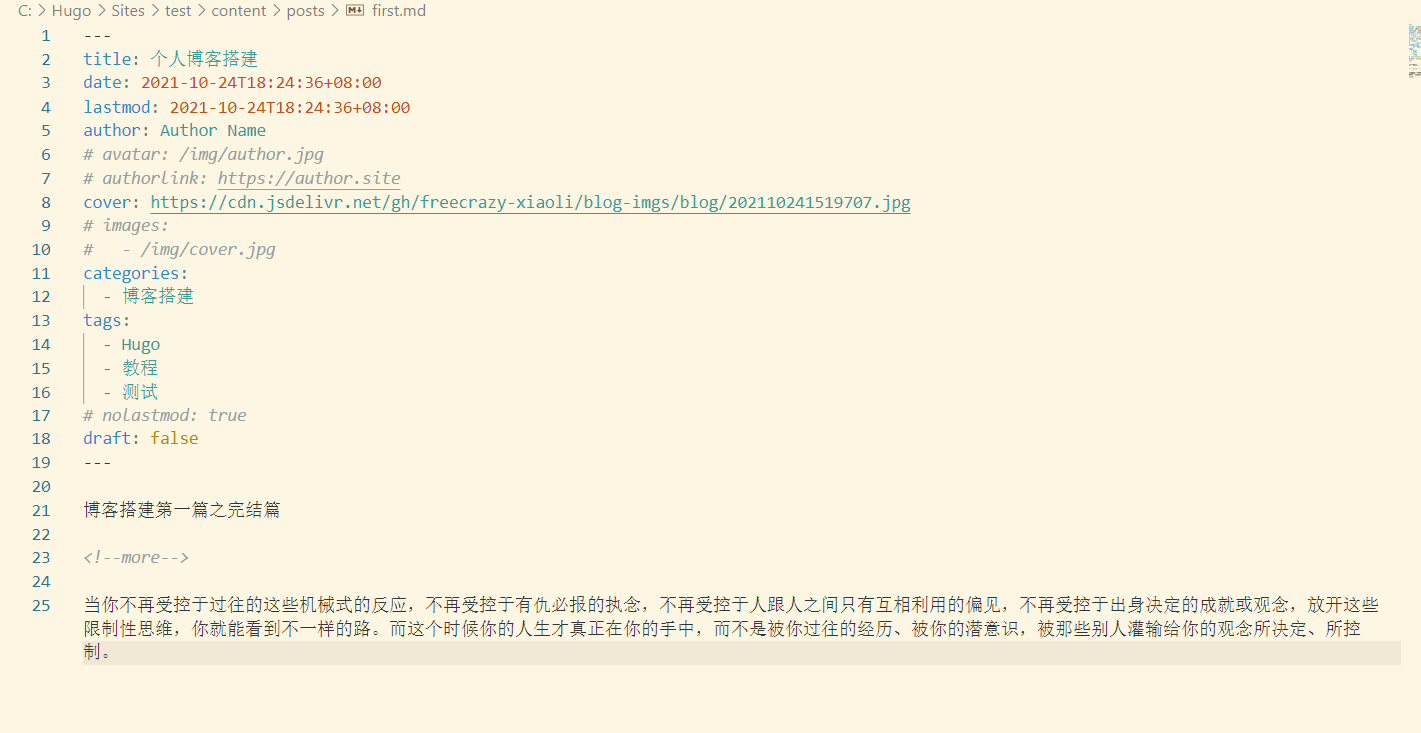 C: > Hugo > Sites > test > content > posts > first.md
1 ---
2 title: 个人博客搭建
3 date: 2021-10-24T18:24:36+08:00
4 lastmod: 2021-10-24T18:24:36+08:00
5 author: Author Name
6 # avatar: /img/author.jpg
7 # authorlink: https://author.site
8 cover: https://cdn.jsdelivr.net/gh/freecrazy-xiaoli/blog-imgs/blog/202110241519707.jpg
9 # images:
10 #   - /img/cover.jpg
11 categories:
12   - 博客搭建
13 tags:
14   - Hugo
15   - 教程
16   - 测试
17 # nolastmod: true
18 draft: false
19 ---
20
21 博客搭建第一篇之完结篇
22
23 <!--more-->
24
25 当你不再受控于过往的这些机械式的反应，不再受控于有仇必报的执念，不再受控于人跟人之间只有互相利用的偏见，不再受控于出身决定的成就或观念，放开这些
限制性思维，你就能看到不一样的路。而这个时候你的人生才真正在你的手中，而不是被你过往的经历、被你的潜意识，被那些别人灌输给你的观念所决定、所控
制。